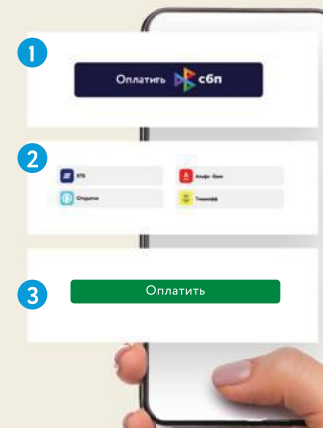 1
Оплатить сбп
2
ВТБ
Альфа-Банк
Открытие
Тинькофф
3
Оплатить